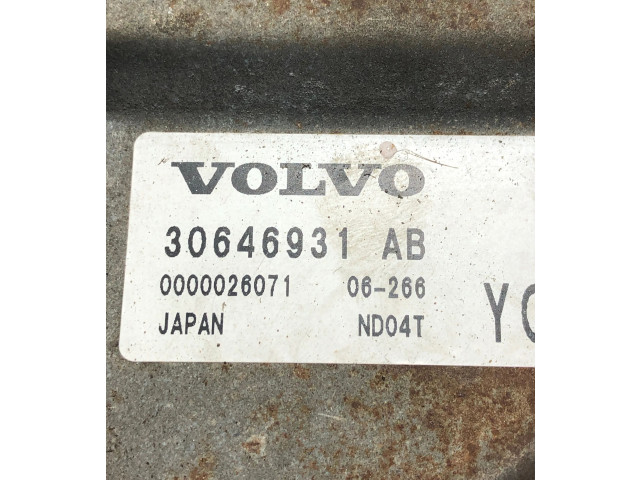 VOLVO
30646931 AB
0000026071 06-266
JAPAN ND04T